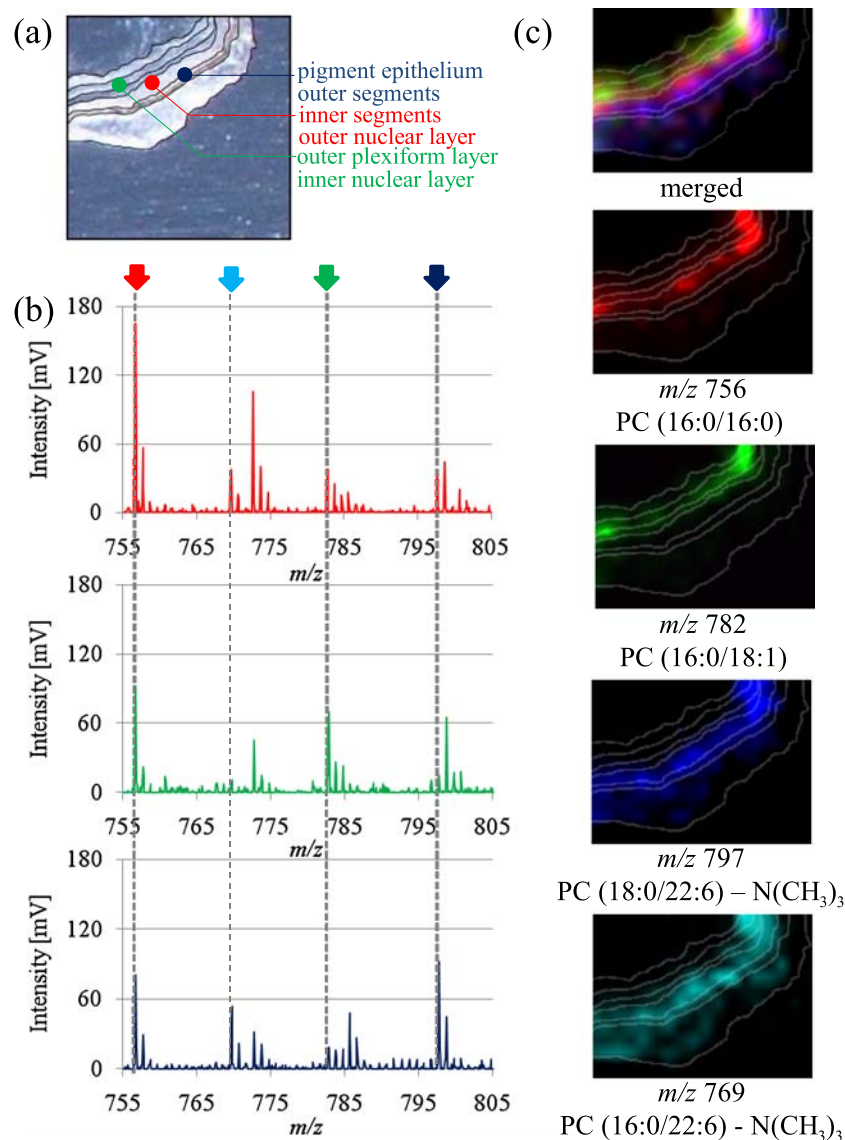 (a)
pigment epithelium
outer segments
inner segments
outer nuclear layer
outer plexiform layer
inner nuclear layer
(b)
Intensity [mV]
180
120
60
0
755 765 775 785 795 805
m/z
Intensity [mV]
180
120
60
0
755 765 775 785 795 805
m/z
Intensity [mV]
180
120
60
0
755 765 775 785 795 805
m/z
(c)
merged
m/z 756
PC (16:0/16:0)
m/z 782
PC (16:0/18:1)
m/z 797
PC (18:0/22:6) – N(CH₃)₃
m/z 769
PC (16:0/22:6) - N(CH₃)₃